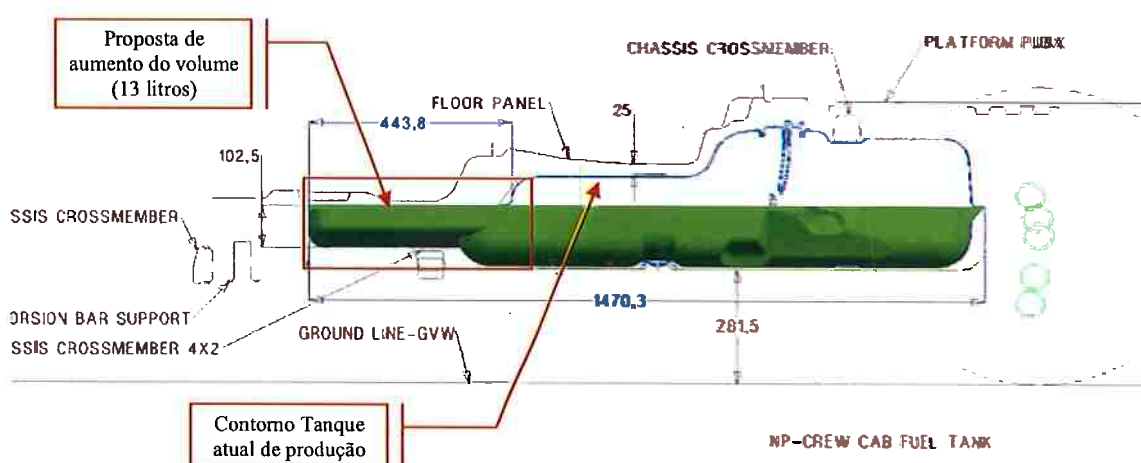 Proposta de
aumento do volume
(13 litros)
CHASSIS CROSSMEMBER
PLATFORM
FLOOR PANEL
25
443,8
102,5
SSIS CROSSMEMBER
1470,3
ORSION BAR SUPPORT
281,5
SSIS CROSSMEMBER 4X2
GROUND LINE-GVW
Contorno Tanque
atual de produção
NP-CREW CAB FUEL TANK